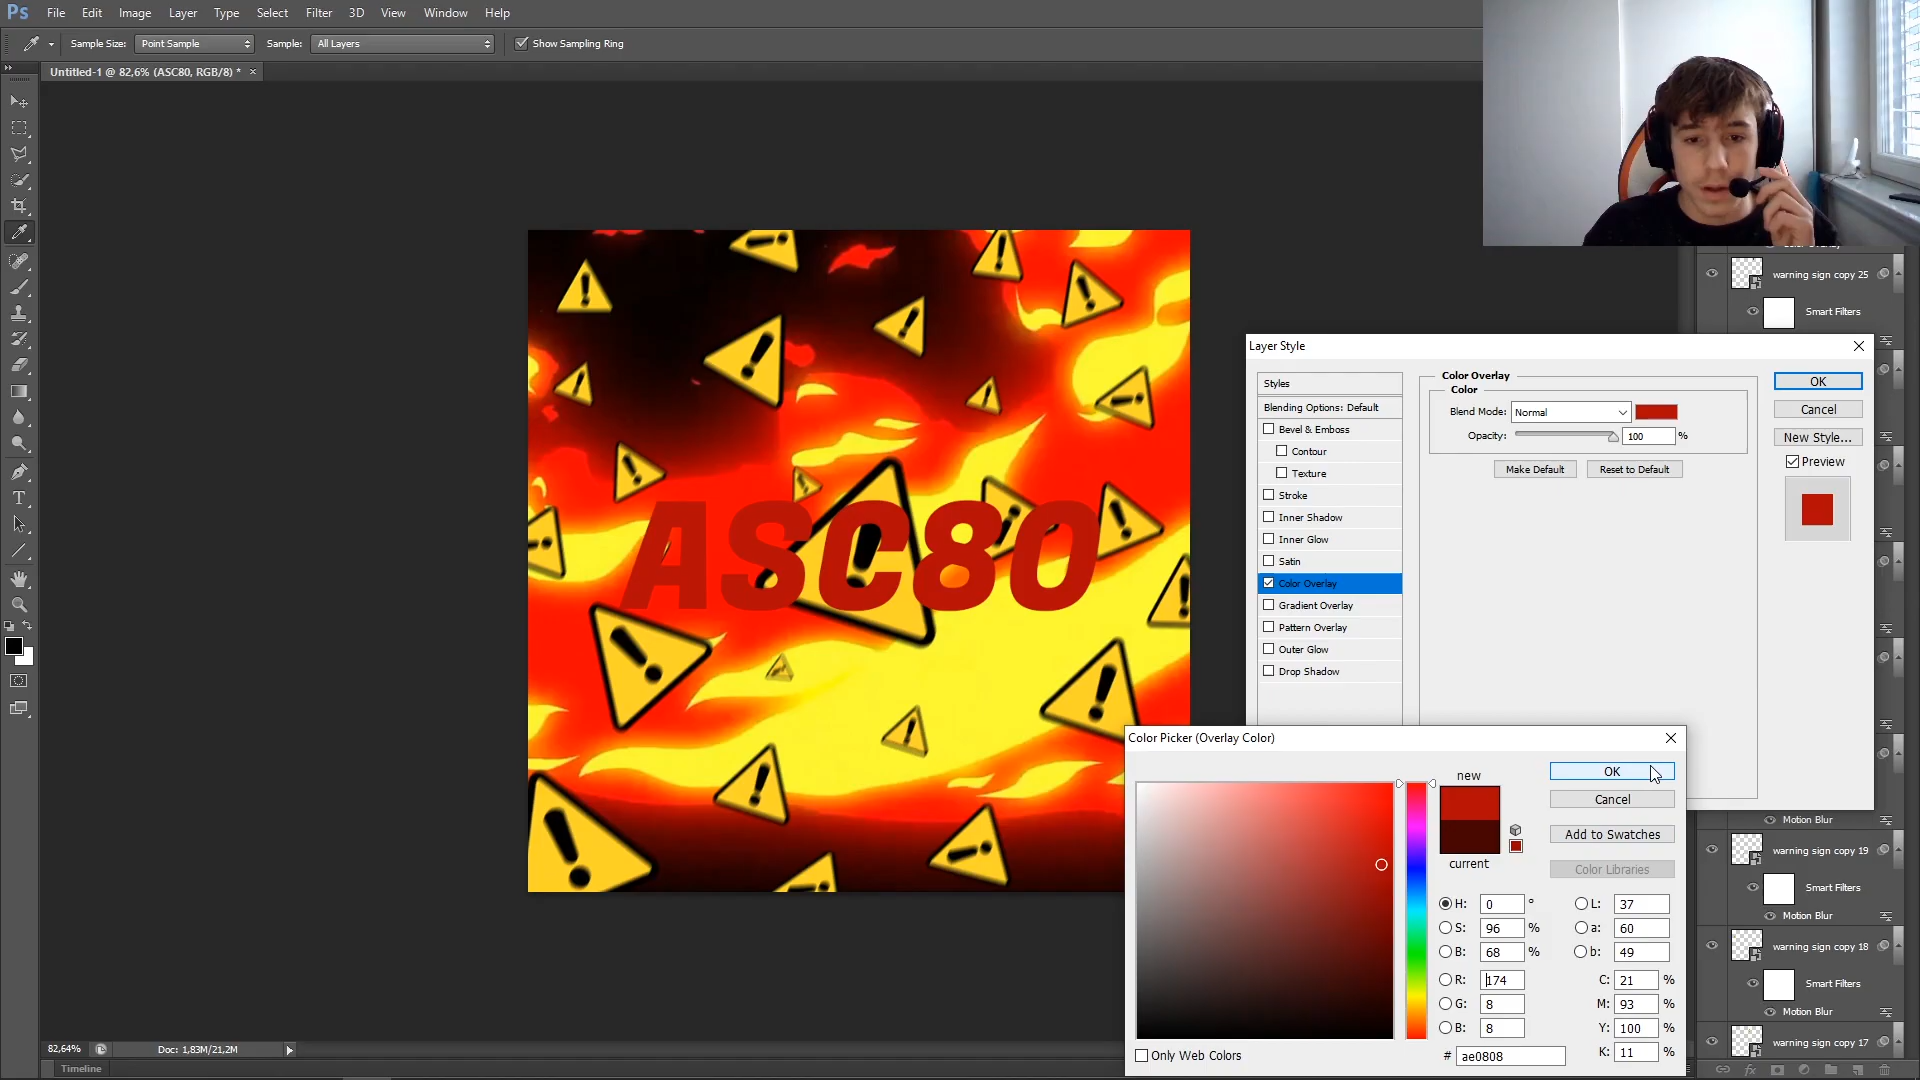 Ps File Edit Image Layer Type Select Filter 3D View Window Help
Sample Size: Point Sample Sample: All Layers Show Sampling Ring
Untitled-1 @ 82,6% (ASC80, RGB/8) * ×
ASC80
T
82,64% Doc: 1,83M/21,2M
Timeline
Layer Style
Styles
Blending Options: Default
Bevel & Emboss
Contour
Texture
Stroke
Inner Shadow
Inner Glow
Satin
Color Overlay
Gradient Overlay
Pattern Overlay
Outer Glow
Drop Shadow
Color Overlay
Color
Blend Mode: Normal
Opacity: 100 %
Make Default Reset to Default
OK
Cancel
New Style...
Preview
Color Picker (Overlay Color)
new
current
OK
Cancel
Add to Swatches
Color Libraries
H: 0 °
S: 96 %
B: 68 %
R: 174
G: 8
B: 8
# ae0808
L: 37
a: 60
b: 49
C: 21 %
M: 93 %
Y: 100 %
K: 11 %
Only Web Colors
warning sign copy 25
Smart Filters
Motion Blur
warning sign copy 19
Smart Filters
Motion Blur
warning sign copy 18
Smart Filters
Motion Blur
warning sign copy 17
fx